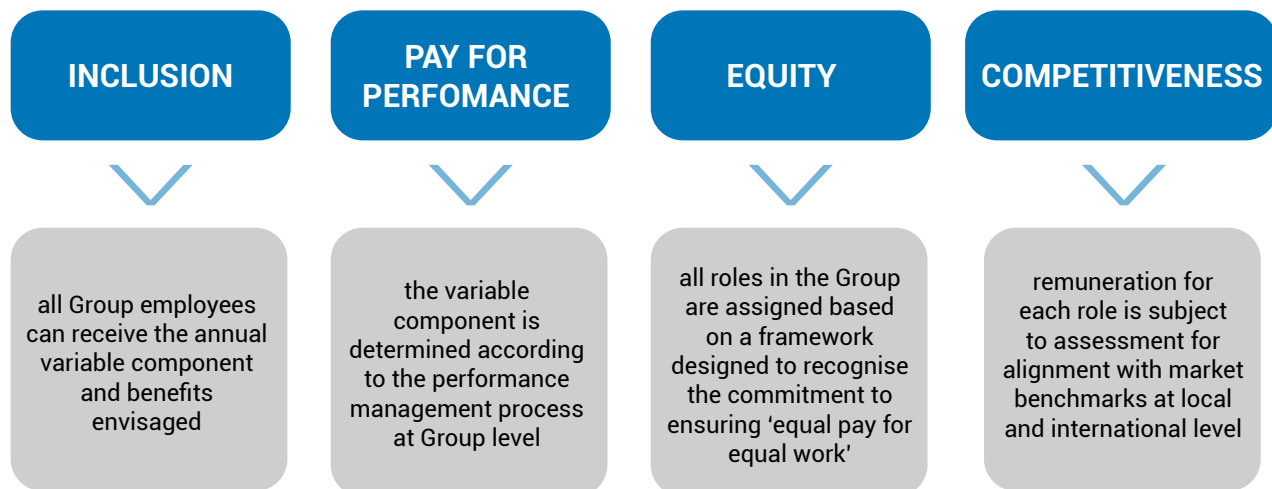 INCLUSION
all Group employees
can receive the annual
variable component
and benefits
envisaged
PAY FOR
PERFOMANCE
the variable
component is
determined according
to the performance
management process
at Group level
EQUITY
all roles in the Group
are assigned based
on a framework
designed to recognise
the commitment to
ensuring ‘equal pay for
equal work’
COMPETITIVENESS
remuneration for
each role is subject
to assessment for
alignment with market
benchmarks at local
and international level